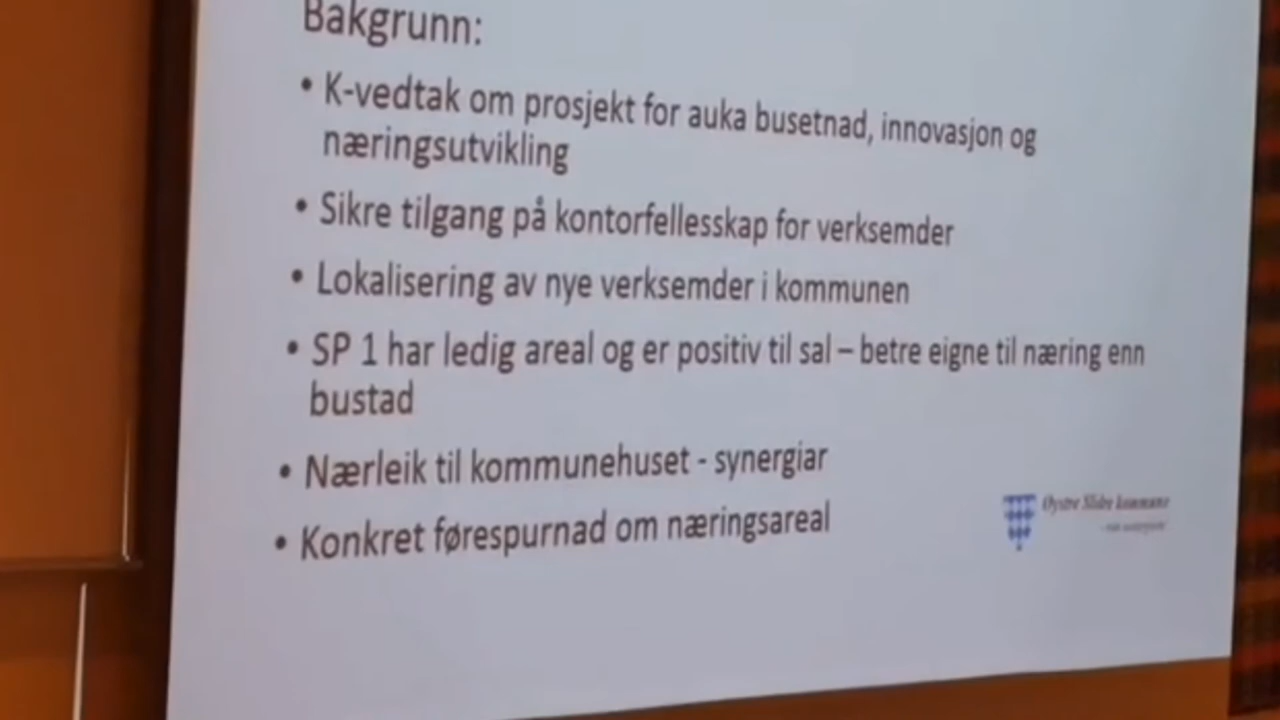 Bakgrunn:
• K-vedtak om prosjekt for auka busetnad, innovasjon og
næringsutvikling
• Sikre tilgang på kontorfellesskap for verksemder
• Lokalisering av nye verksemder i kommunen
• SP 1 har ledig areal og er positiv til sal – betre eigne til næring enn
bustad
• Nærleik til kommunehuset - synergiar
• Konkret førespurnad om næringsareal
Øystre Slidre kommune